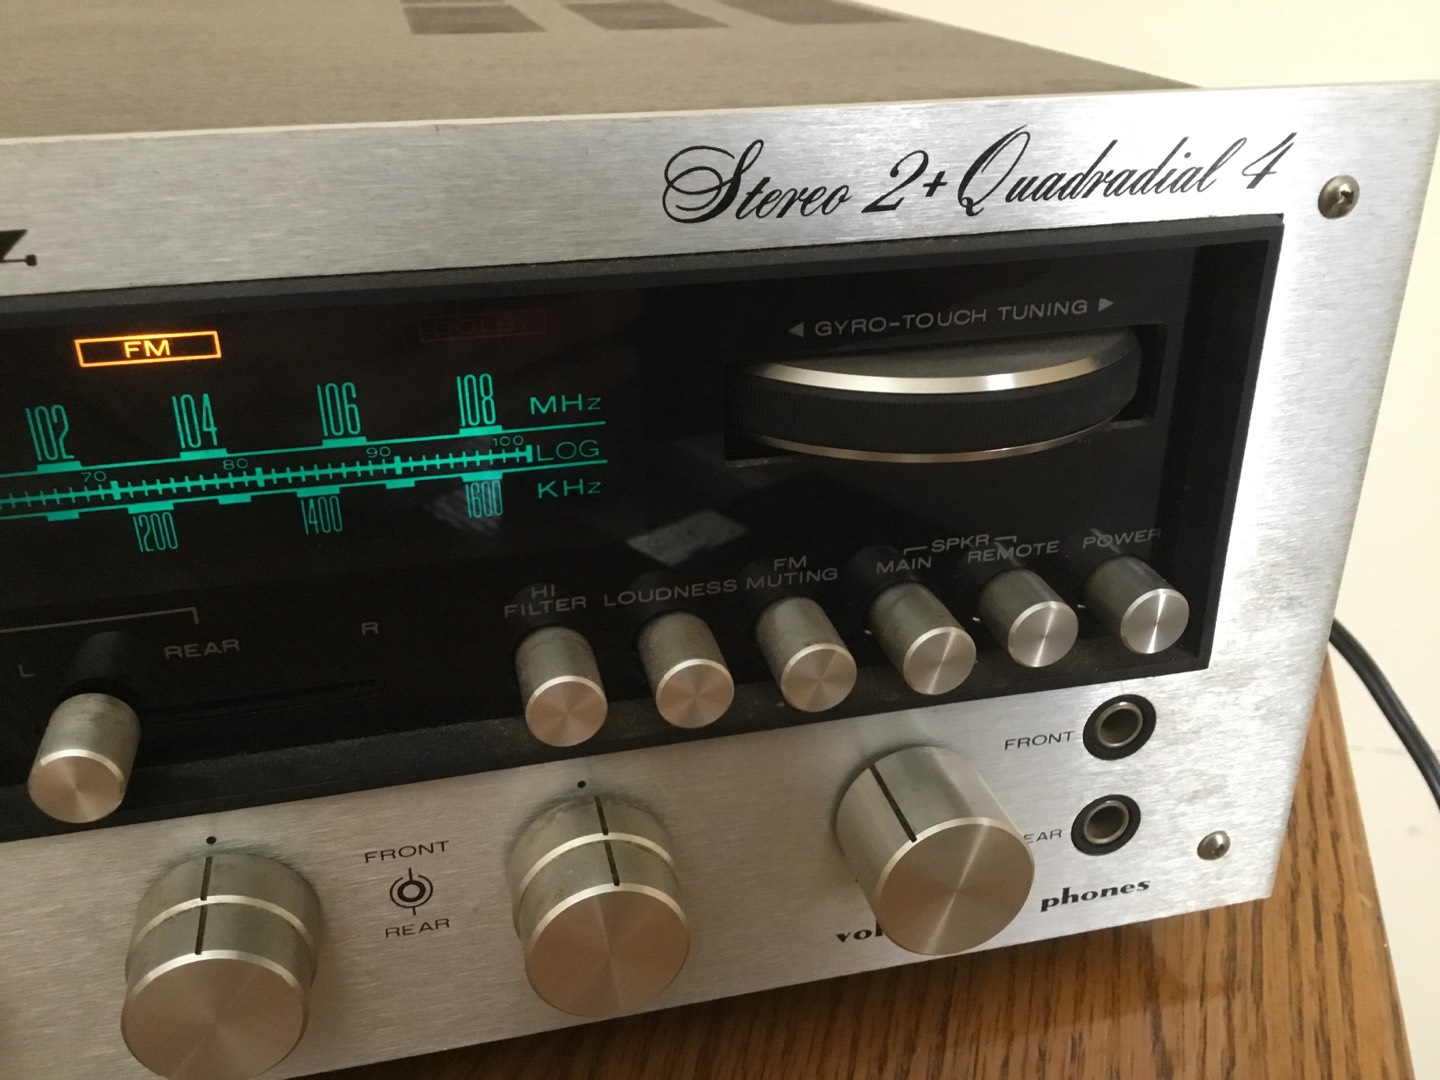 Stereo 2+Quadradial 4
z.
◄ GYRO-TOUCH TUNING ►
FM
DOLBY
102 104 106 108 MHz
70 80 90 100 LOG
1200 1400 1600 KHz
HI FILTER
LOUDNESS
FM MUTING
SPKR
MAIN
REMOTE
POWER
L
REAR
R
FRONT
REAR
FRONT
phones